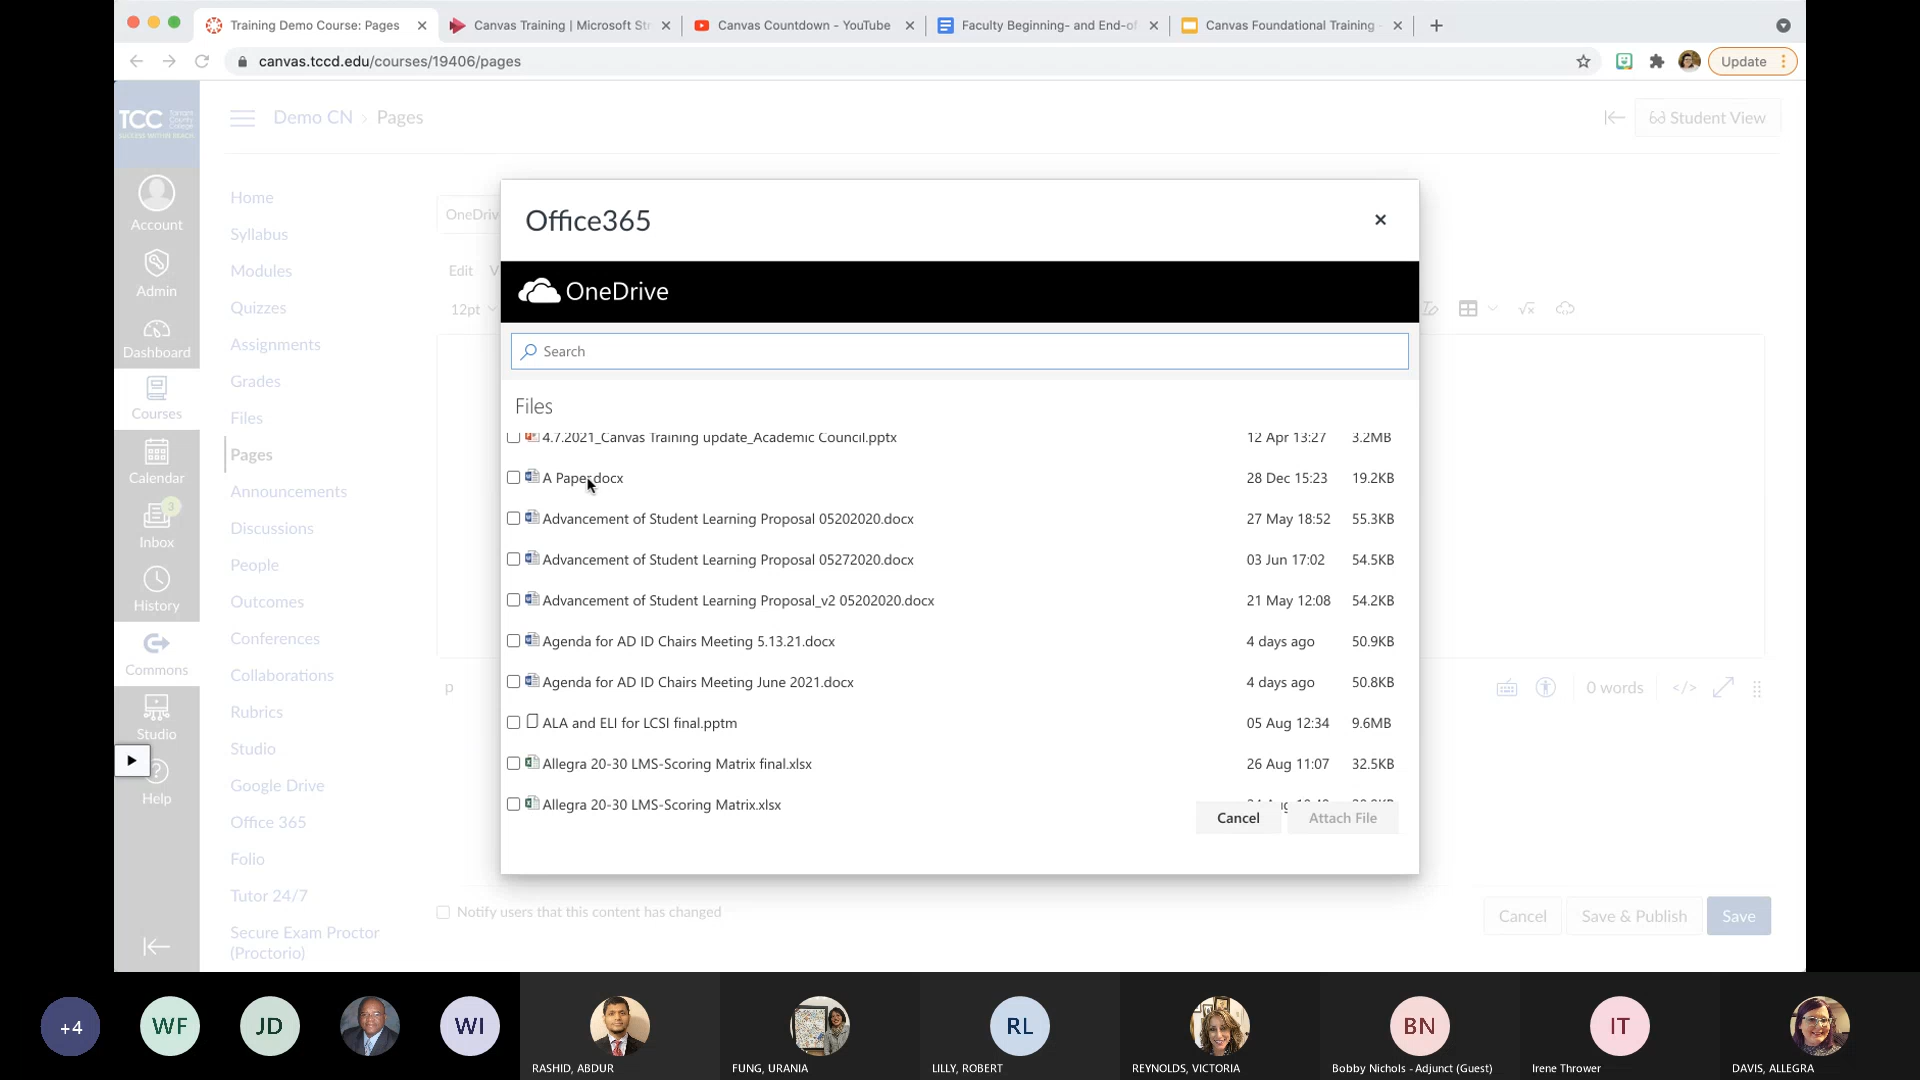 Training Demo Course: Pages
Canvas Training | Microsoft Str
Canvas Countdown - YouTube
Faculty Beginning- and End-of
Canvas Foundational Training -
canvas.tccd.edu/courses/19406/pages
Update
TCC
Tarrant
County
College
SUCCESS WITHIN REACH
Demo CN › Pages
Student View
Account
Admin
Dashboard
Courses
Calendar
3
Inbox
History
Commons
Studio
Help
Home
Syllabus
Modules
Quizzes
Assignments
Grades
Files
Pages
Announcements
Discussions
People
Outcomes
Conferences
Collaborations
Rubrics
Studio
Google Drive
Office 365
Folio
Tutor 24/7
Secure Exam Proctor
(Proctorio)
OneDriv
Edit V
12pt
Office365
OneDrive
Search
Files
4.7.2021_Canvas Training update_Academic Council.pptx 12 Apr 13:27 3.2MB
A Paper.docx 28 Dec 15:23 19.2KB
Advancement of Student Learning Proposal 05202020.docx 27 May 18:52 55.3KB
Advancement of Student Learning Proposal 05272020.docx 03 Jun 17:02 54.5KB
Advancement of Student Learning Proposal_v2 05202020.docx 21 May 12:08 54.2KB
Agenda for AD ID Chairs Meeting 5.13.21.docx 4 days ago 50.9KB
Agenda for AD ID Chairs Meeting June 2021.docx 4 days ago 50.8KB
ALA and ELI for LCSI final.pptm 05 Aug 12:34 9.6MB
Allegra 20-30 LMS-Scoring Matrix final.xlsx 26 Aug 11:07 32.5KB
Allegra 20-30 LMS-Scoring Matrix.xlsx
Cancel Attach File
p
0 words </>
Notify users that this content has changed
Cancel Save & Publish Save
+4
WF
JD
WI
RL
BN
IT
RASHID, ABDUR
FUNG, URANIA
LILLY, ROBERT
REYNOLDS, VICTORIA
Bobby Nichols - Adjunct (Guest)
Irene Thrower
DAVIS, ALLEGRA